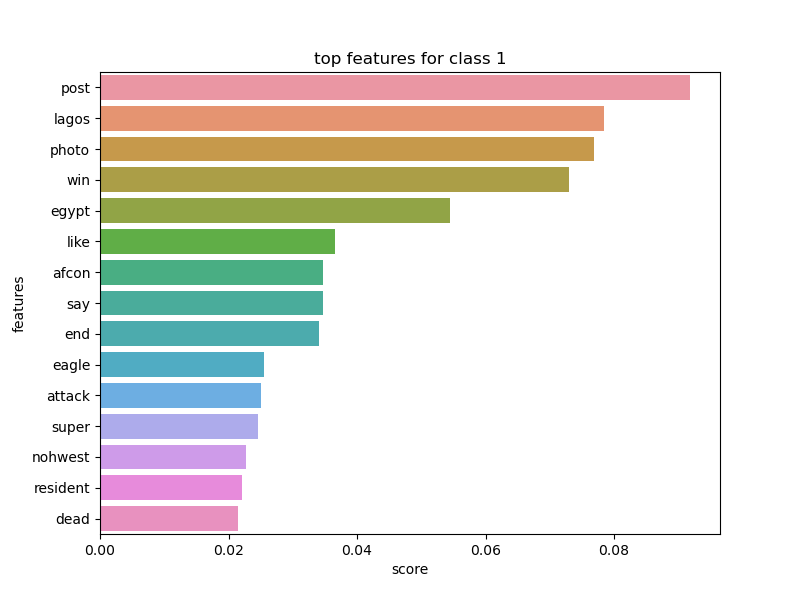 top features for class 1
features
post
lagos
photo
win
egypt
like
afcon
say
end
eagle
attack
super
nohwest
resident
dead
0.00 0.02 0.04 0.06 0.08
score